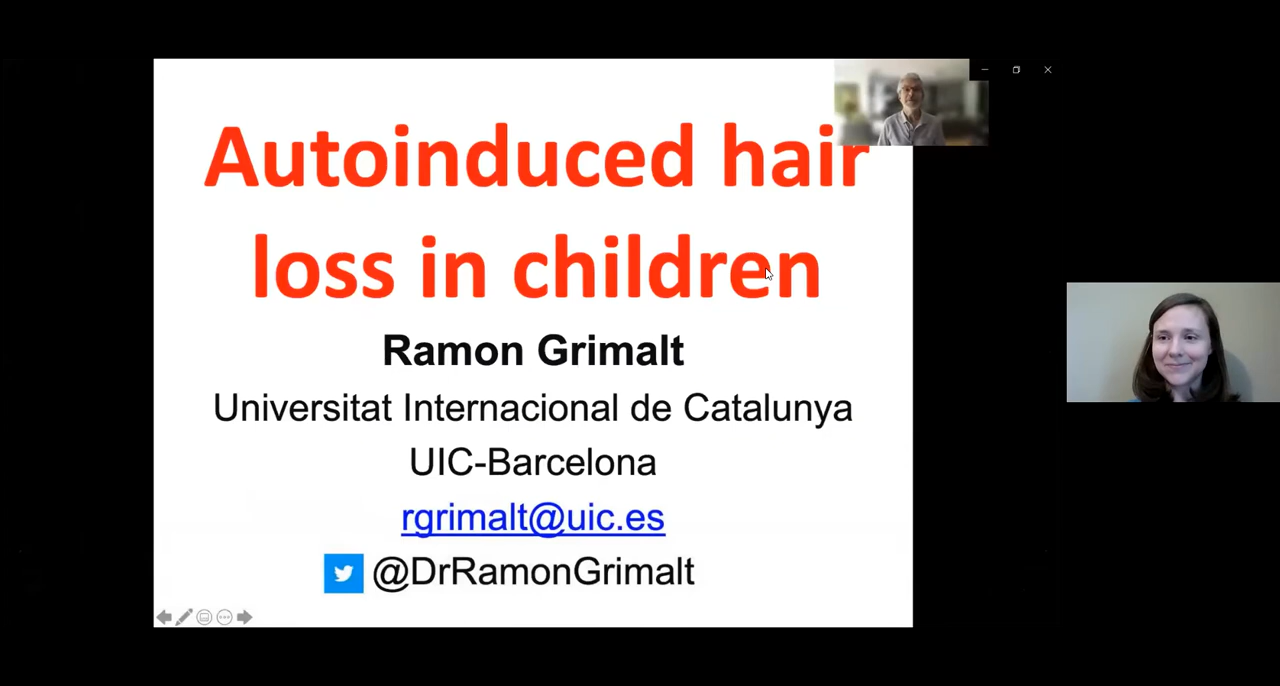 Autoinduced hair
loss in children
Ramon Grimalt
Universitat Internacional de Catalunya
UIC-Barcelona
rgrimalt@uic.es
@DrRamonGrimalt